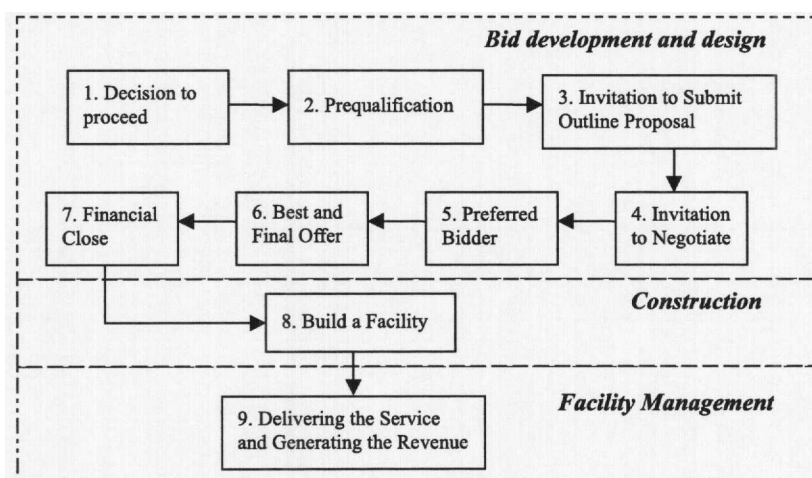 Bid development and design
1. Decision to
proceed
2. Prequalification
3. Invitation to Submit
Outline Proposal
7. Financial
Close
6. Best and
Final Offer
5. Preferred
Bidder
4. Invitation
to Negotiate
Construction
8. Build a Facility
Facility Management
9. Delivering the Service
and Generating the Revenue